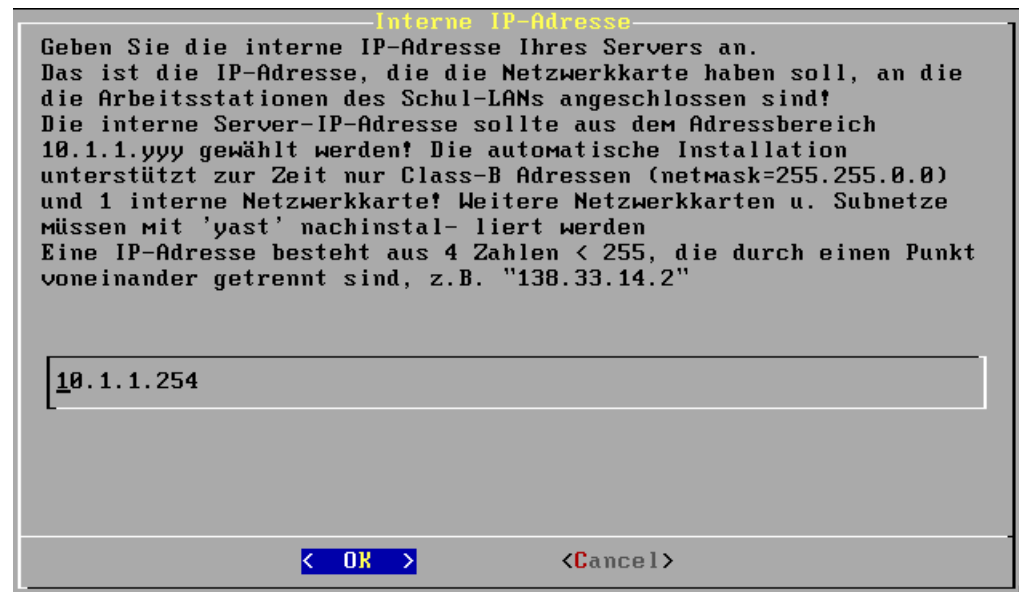 Interne IP-Adresse
Geben Sie die interne IP-Adresse Ihres Servers an.
Das ist die IP-Adresse, die die Netzwerkkarte haben soll, an die
die Arbeitsstationen des Schul-LANs angeschlossen sind!
Die interne Server-IP-Adresse sollte aus dem Adressbereich
10.1.1.yyy gewählt werden! Die automatische Installation
unterstützt zur Zeit nur Class-B Adressen (netmask=255.255.0.0)
und 1 interne Netzwerkkarte! Weitere Netzwerkkarten u. Subnetze
müssen mit 'yast' nachinstal- liert werden
Eine IP-Adresse besteht aus 4 Zahlen < 255, die durch einen Punkt
voneinander getrennt sind, z.B. "138.33.14.2"
10.1.1.254
< OK > <Cancel>